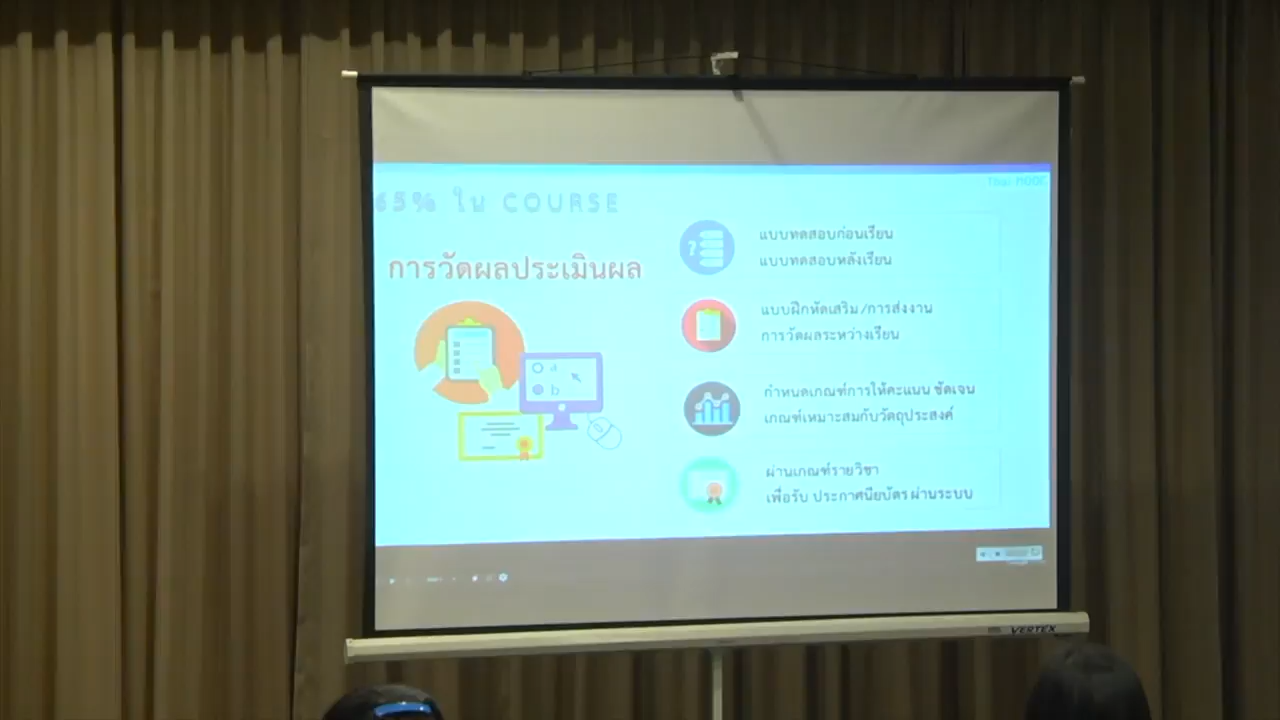 Thai MOOC
65% ใน COURSE
การวัดผลประเมินผล
a
b
?
แบบทดสอบก่อนเรียน
แบบทดสอบหลังเรียน
แบบฝึกหัดเสริม /การส่งงาน
การวัดผลระหว่างเรียน
กำหนดเกณฑ์การให้คะแนน ชัดเจน
เกณฑ์เหมาะสมกับวัตถุประสงค์
ผ่านเกณฑ์รายวิชา
เพื่อรับ ประกาศนียบัตร ผ่านระบบ
VERTEX